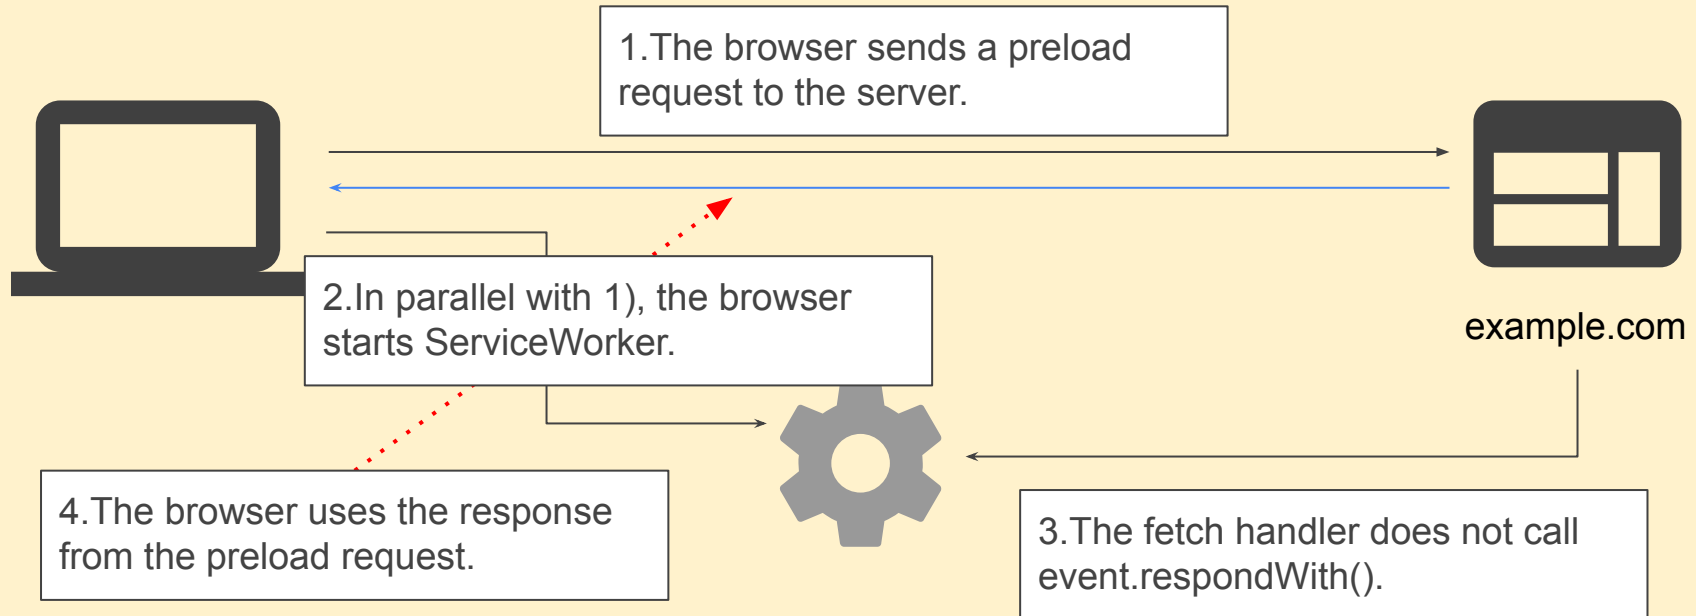 1.The browser sends a preload
request to the server.
2.In parallel with 1), the browser
starts ServiceWorker.
example.com
4.The browser uses the response
from the preload request.
3.The fetch handler does not call
event.respondWith().